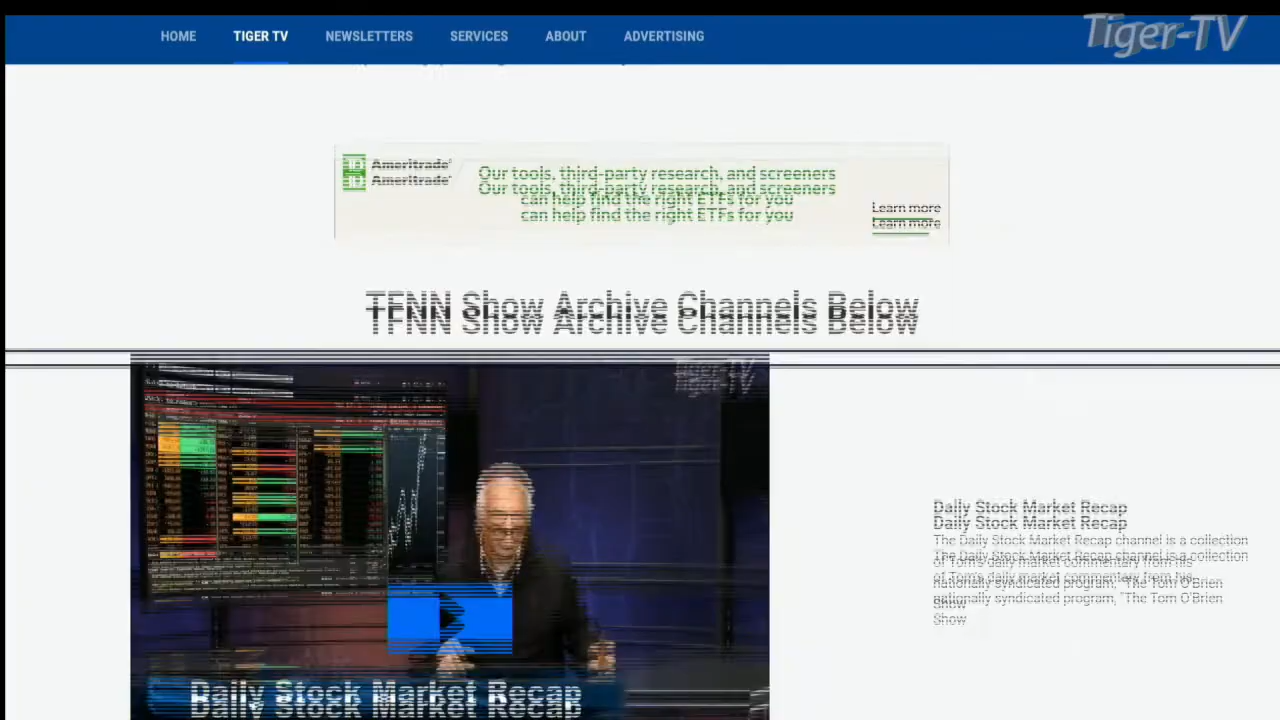 HOME TIGER TV NEWSLETTERS SERVICES ABOUT ADVERTISING
Tiger-TV
Ameritrade
Our tools, third-party research, and screeners
can help find the right ETFs for you
Learn more
TFNN Show Archive Channels Below
Tiger-TV
Daily Stock Market Recap
The Daily Stock Market Recap channel is a collection
of Tom's daily market commentary from his
nationally syndicated program, "The Tom O'Brien
Show
Daily Stock Market Recap